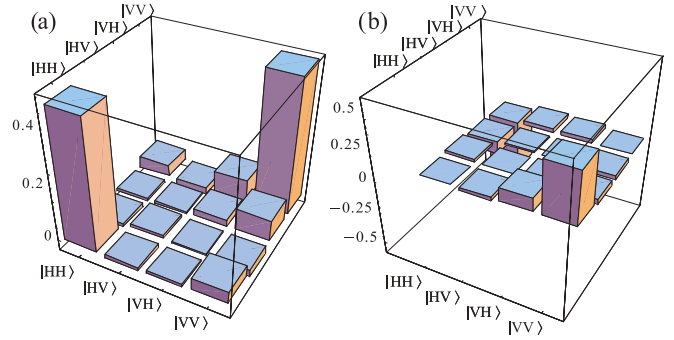 (a)
|VV⟩
|VH⟩
|HV⟩
|HH⟩
0.4
0.2
0
|HH⟩
|HV⟩
|VH⟩
|VV⟩
(b)
|VV⟩
|VH⟩
|HV⟩
|HH⟩
0.5
0.25
0
−0.25
−0.5
|HH⟩
|HV⟩
|VH⟩
|VV⟩